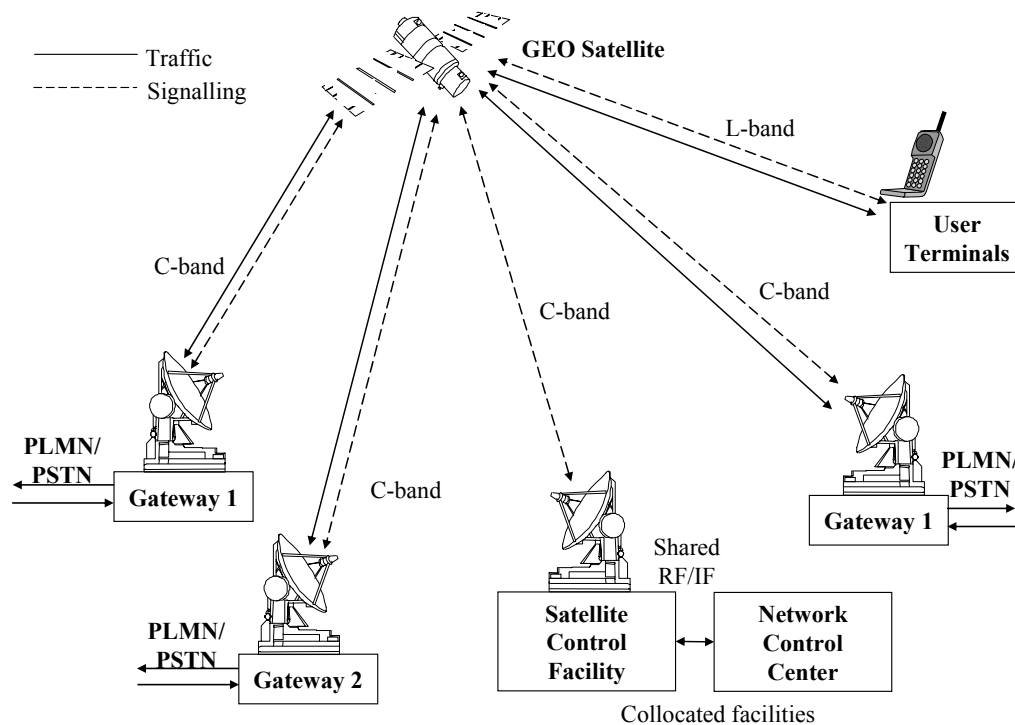 Traffic
Signalling
GEO Satellite
L-band
User
Terminals
C-band
C-band
C-band
C-band
PLMN/
PSTN
Gateway 1
PLMN/
PSTN
Gateway 1
PLMN/
PSTN
Gateway 2
Shared
RF/IF
Satellite
Control
Facility
Network
Control
Center
Collocated facilities